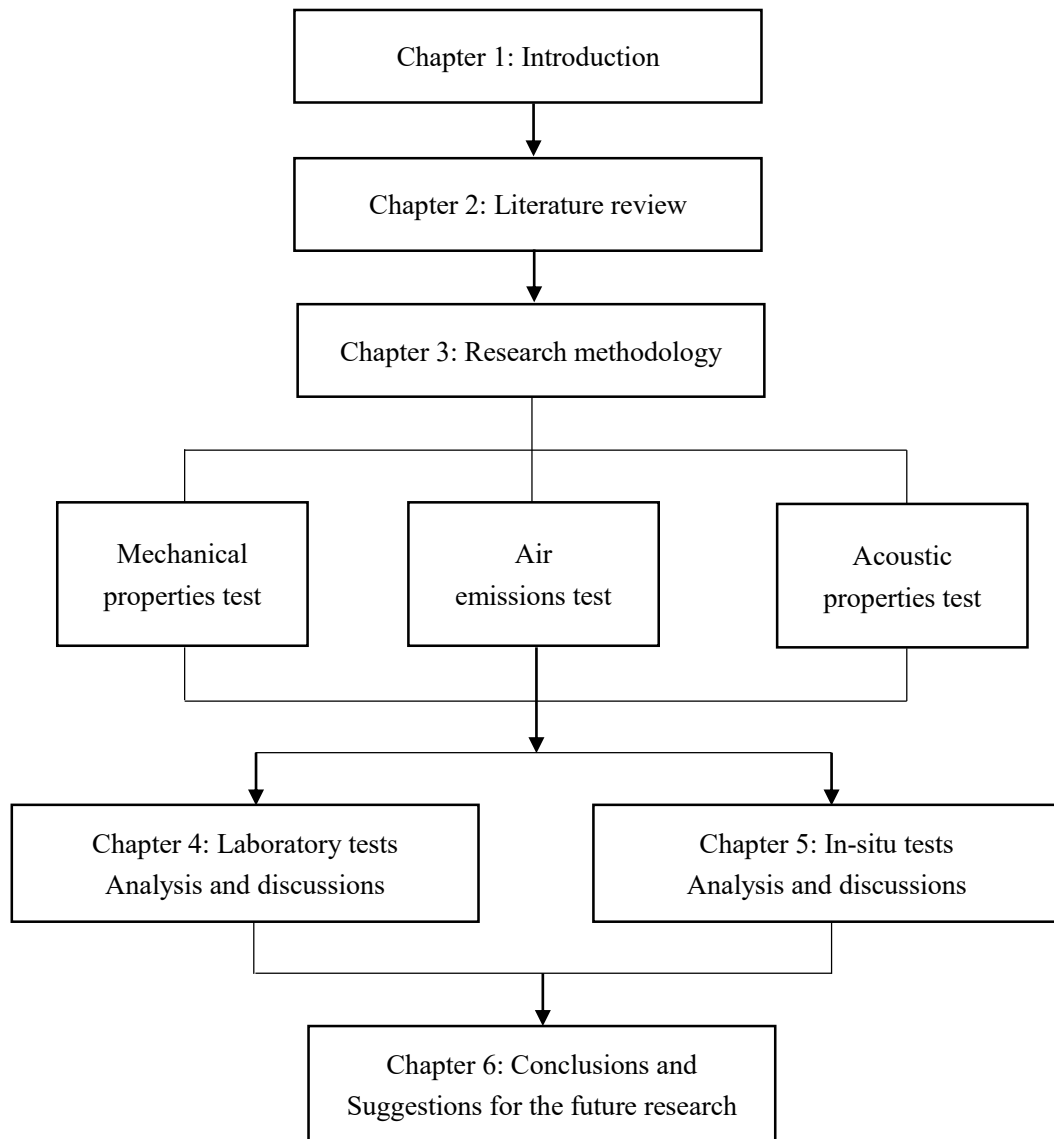 Chapter 1: Introduction
Chapter 2: Literature review
Chapter 3: Research methodology
Mechanical
properties test
Air
emissions test
Acoustic
properties test
Chapter 4: Laboratory tests
Analysis and discussions
Chapter 5: In-situ tests
Analysis and discussions
Chapter 6: Conclusions and
Suggestions for the future research